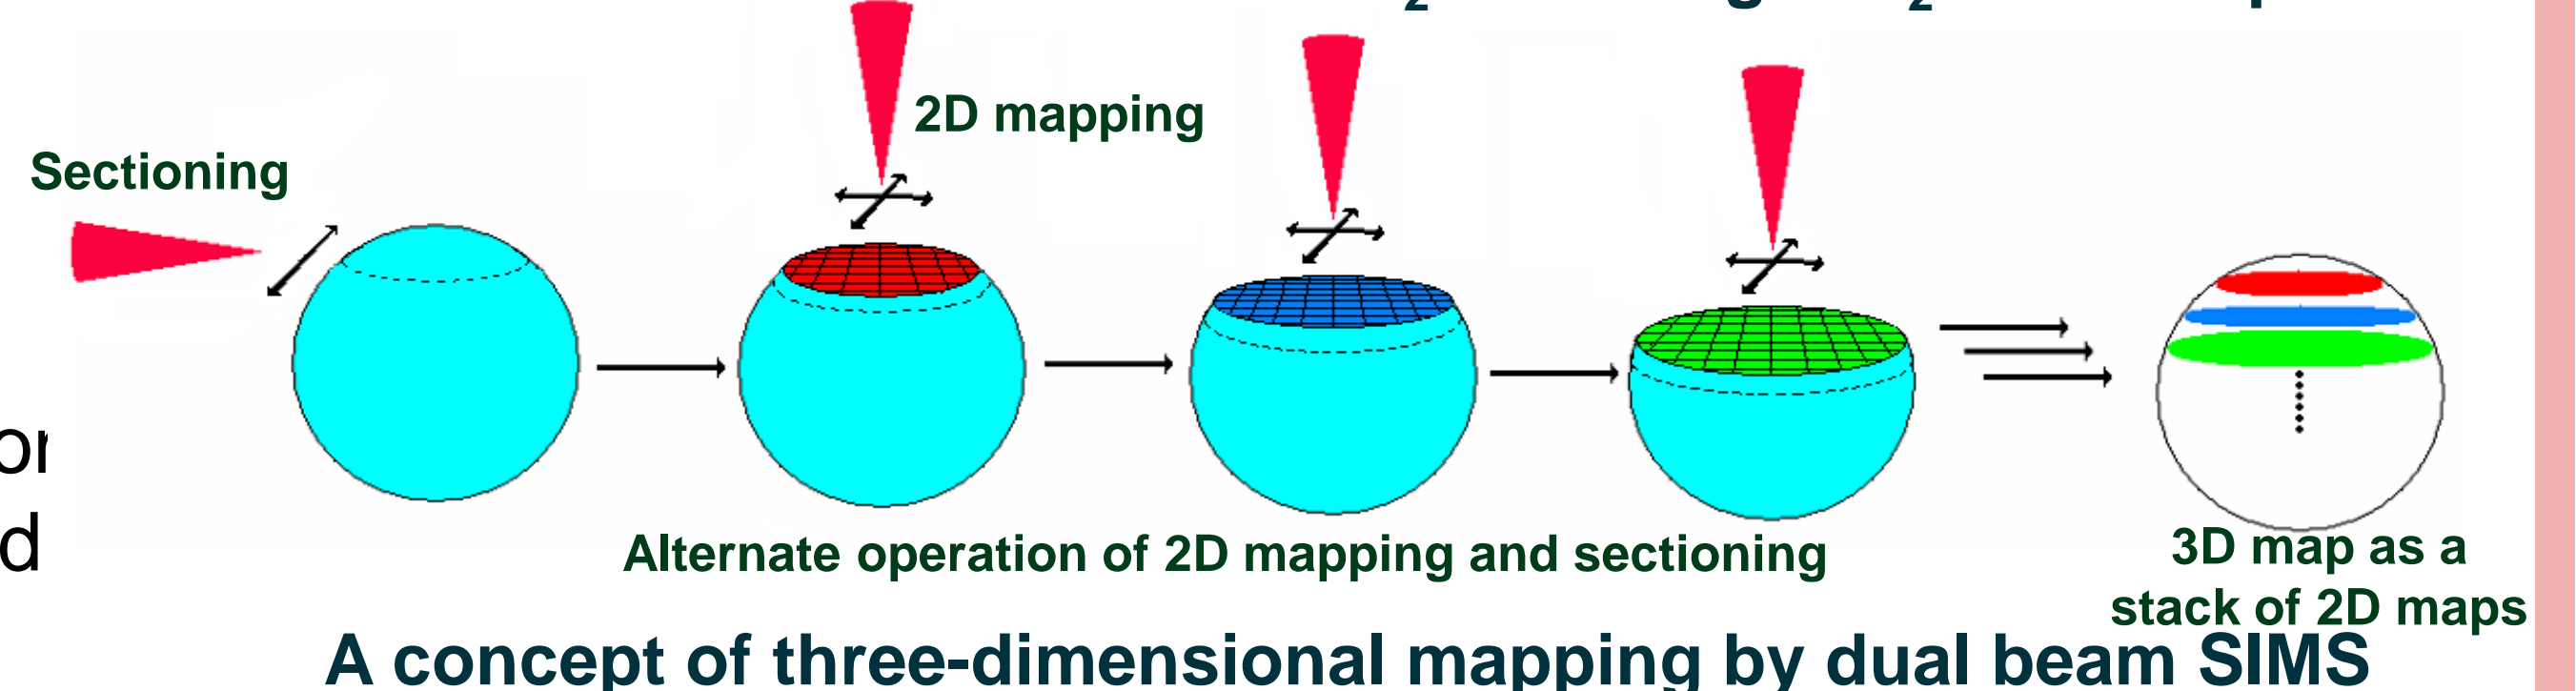 2D mapping
Sectioning
Alternate operation of 2D mapping and sectioning
3D map as a
stack of 2D maps
A concept of three-dimensional mapping by dual beam SIMS